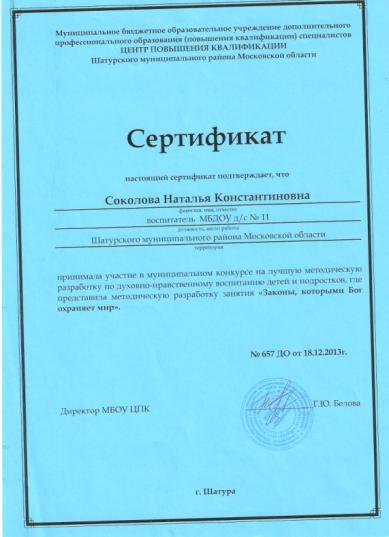 Муниципальное бюджетное образовательное учреждение дополнительного
профессионального образования (повышения квалификации) специалистов
ЦЕНТР ПОВЫШЕНИЯ КВАЛИФИКАЦИИ
Шатурского муниципального района Московской области
Сертификат
настоящий сертификат подтверждает, что
Соколова Наталья Константиновна
фамилия, имя, отчество
воспитатель МБДОУ д/с № 11
должность, место работы
Шатурского муниципального района Московской области
территория
принимала участие в муниципальном конкурсе на лучшую методическую
разработку по духовно-нравственному воспитанию детей и подростков, где
представила методическую разработку занятия «Законы, которыми Бог
охраняет мир».
№ 657 ДО от 18.12.2013г.
Директор МБОУ ЦПК Г.Ю. Белова
г. Шатура